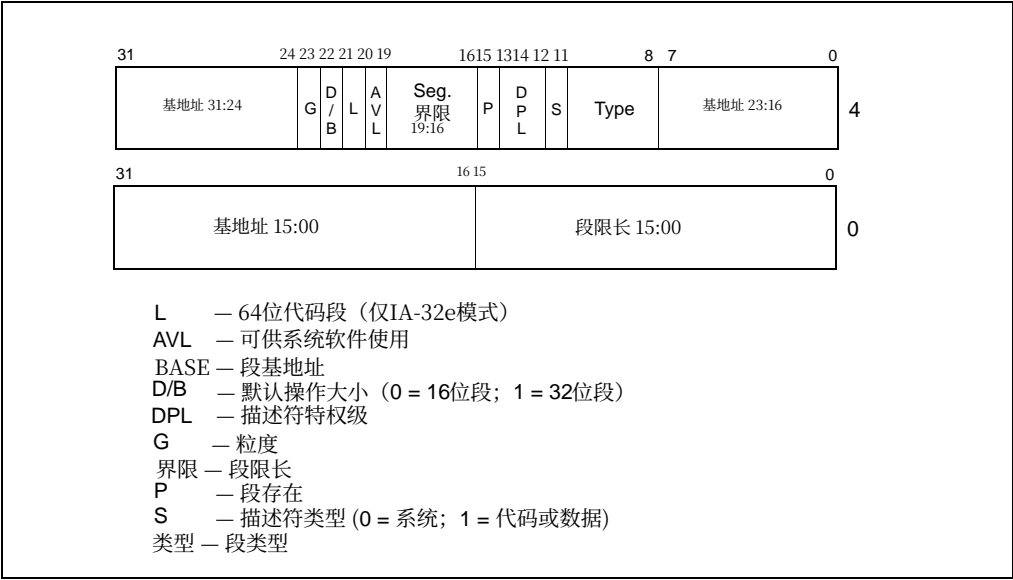 31 24 23 22 21 20 19 1615 1314 12 11 8 7 0
基地址 31:24 G D/B L AVL Seg. 界限 19:16 P DPL S Type 基地址 23:16 4
31 16 15 0
基地址 15:00 段限长 15:00 0
L — 64位代码段（仅IA-32e模式）
AVL — 可供系统软件使用
BASE — 段基地址
D/B — 默认操作大小（0 = 16位段；1 = 32位段）
DPL — 描述符特权级
G — 粒度
界限 — 段限长
P — 段存在
S — 描述符类型 (0 = 系统；1 = 代码或数据)
类型 — 段类型